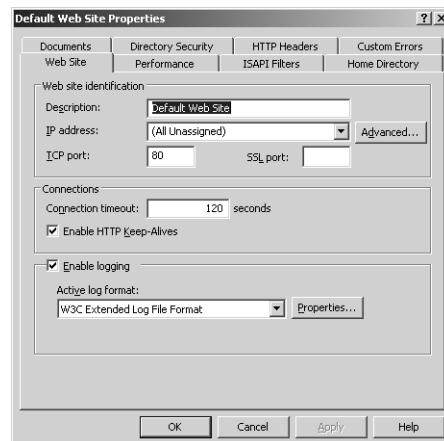 Default Web Site Properties
Documents Directory Security HTTP Headers Custom Errors
Web Site Performance ISAPI Filters Home Directory
Web site identification
Description: Default Web Site
IP address: (All Unassigned) Advanced...
TCP port: 80 SSL port:
Connections
Connection timeout: 120 seconds
Enable HTTP Keep-Alives
Enable logging
Active log format:
W3C Extended Log File Format Properties...
OK Cancel Apply Help